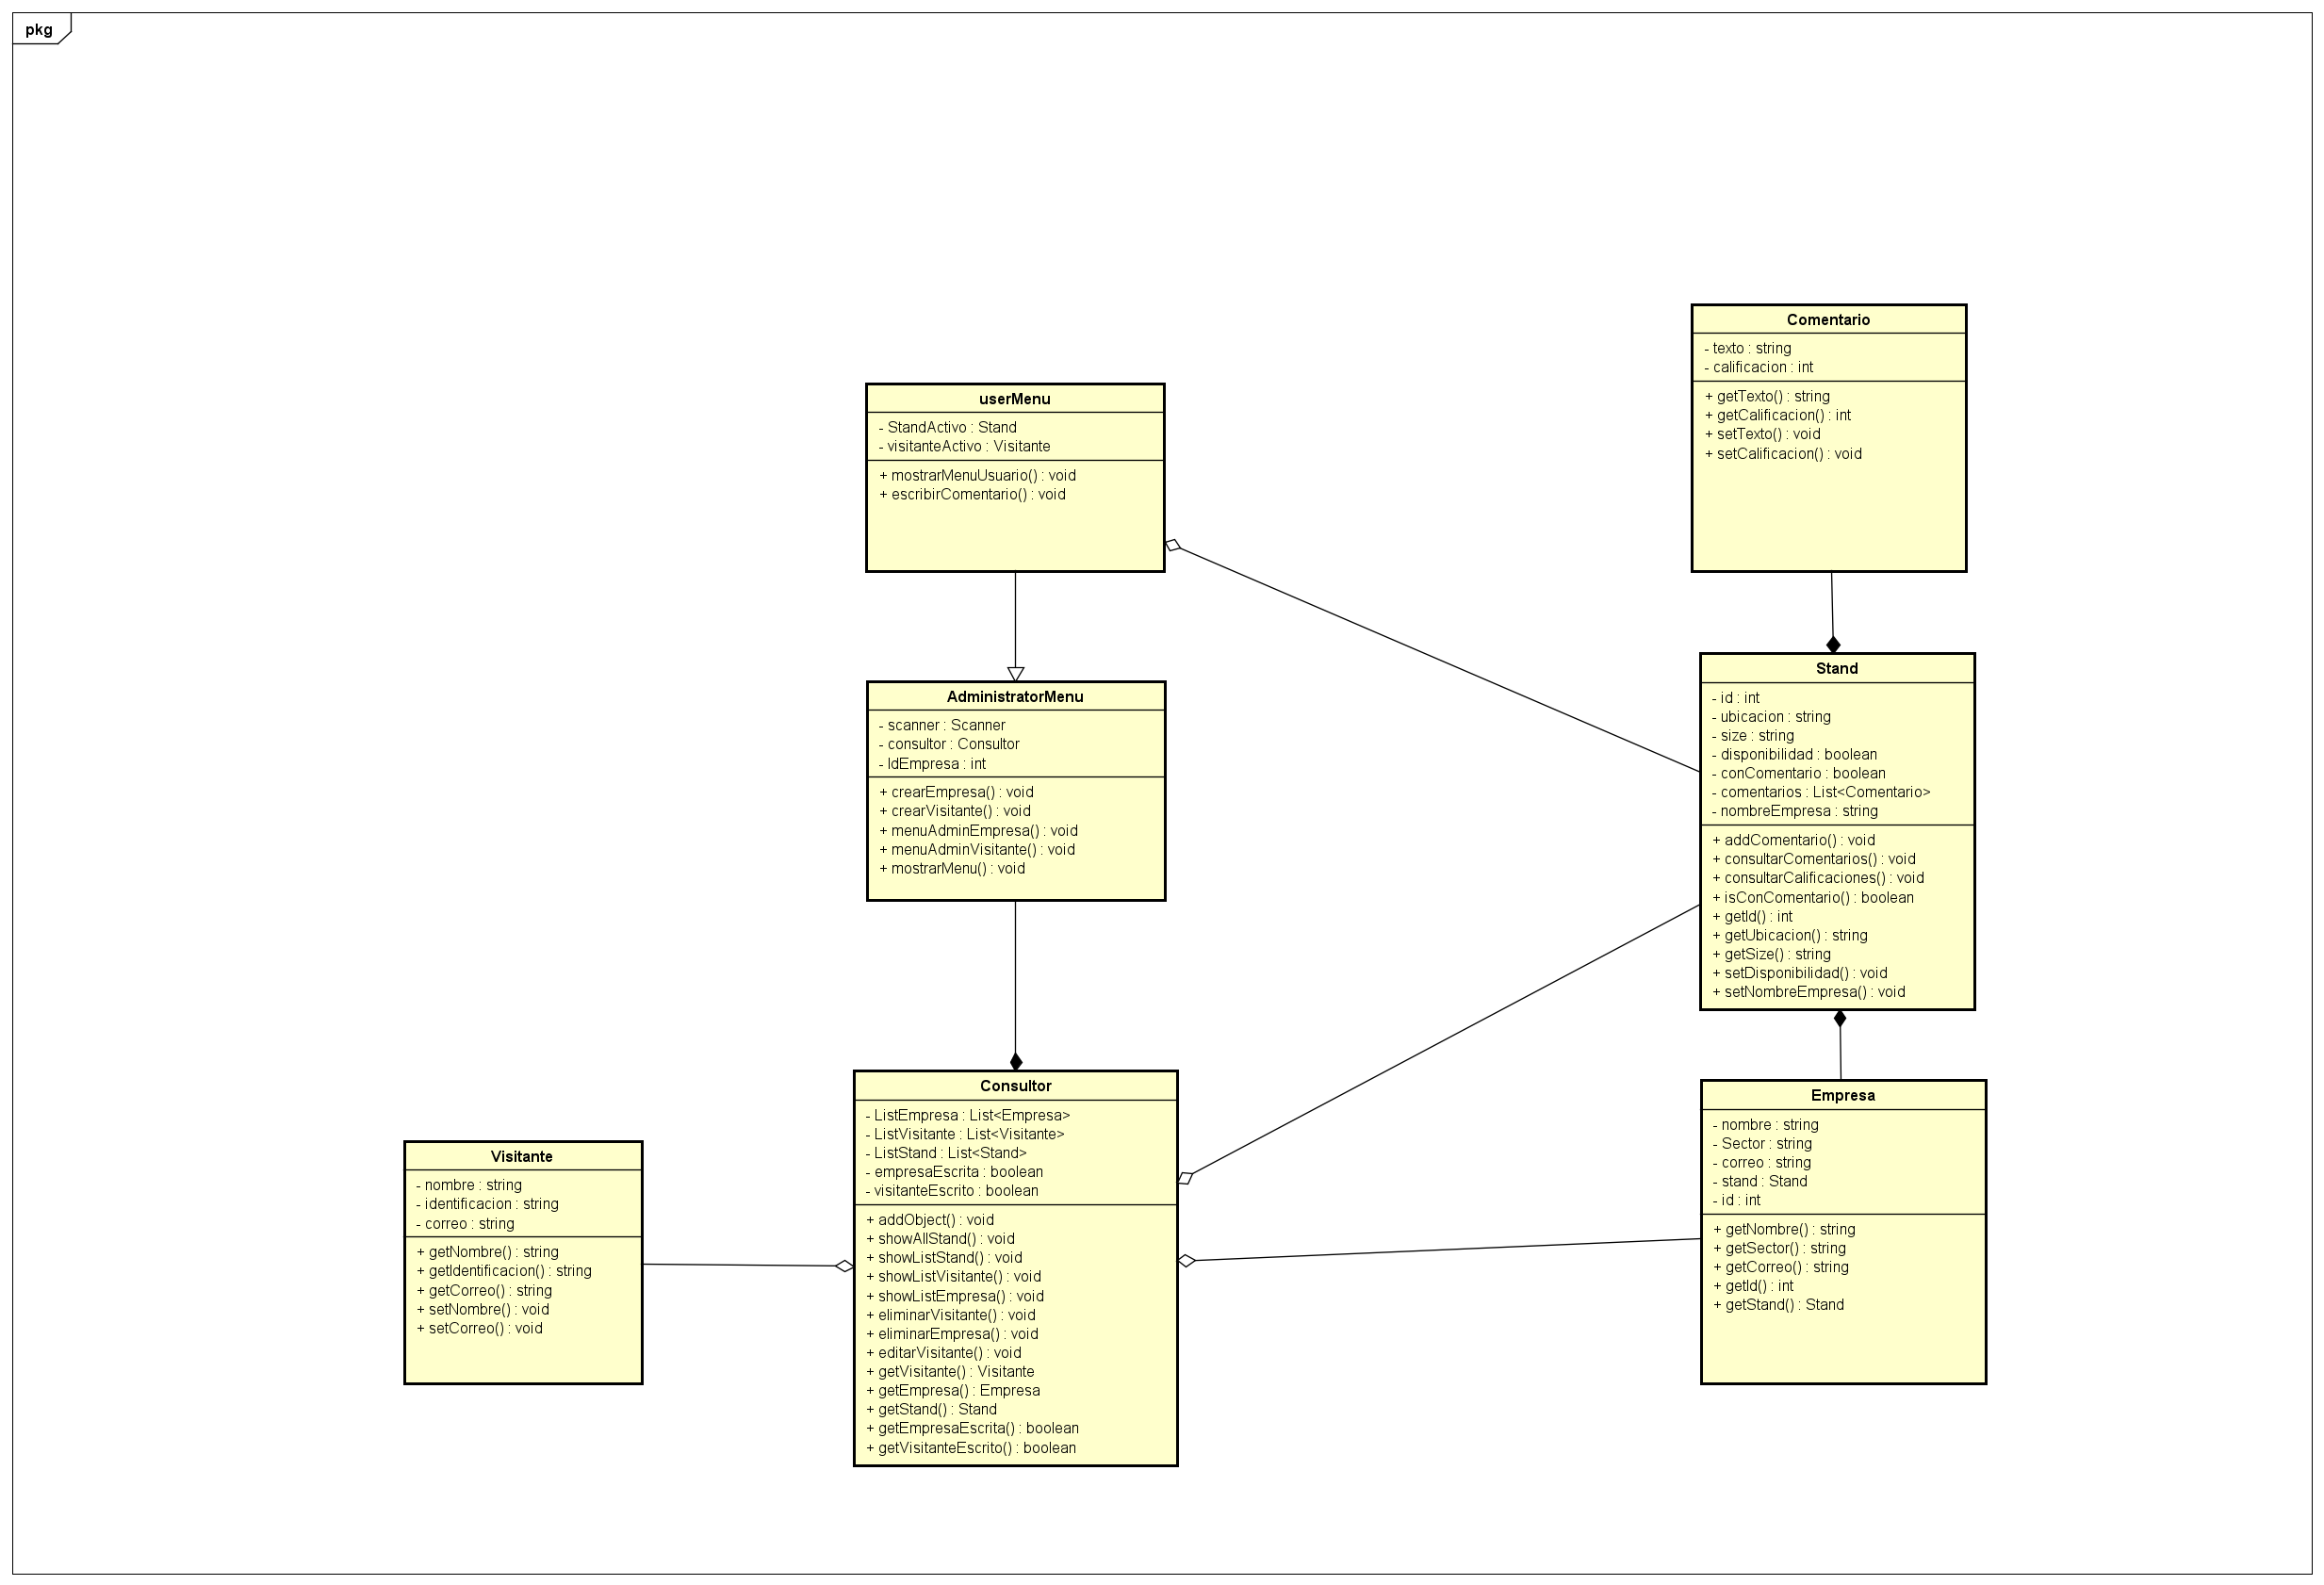 pkg
Comentario
- texto : string
- calificacion : int
+ getTexto() : string
+ getCalificacion() : int
+ setTexto() : void
+ setCalificacion() : void
userMenu
- StandActivo : Stand
- visitanteActivo : Visitante
+ mostrarMenuUsuario() : void
+ escribirComentario() : void
Stand
- id : int
- ubicacion : string
- size : string
- disponibilidad : boolean
- conComentario : boolean
- comentarios : List<Comentario>
- nombreEmpresa : string
+ addComentario() : void
+ consultarComentarios() : void
+ consultarCalificaciones() : void
+ isConComentario() : boolean
+ getId() : int
+ getUbicacion() : string
+ getSize() : string
+ setDisponibilidad() : void
+ setNombreEmpresa() : void
AdministratorMenu
- scanner : Scanner
- consultor : Consultor
- IdEmpresa : int
+ crearEmpresa() : void
+ crearVisitante() : void
+ menuAdminEmpresa() : void
+ menuAdminVisitante() : void
+ mostrarMenu() : void
Consultor
- ListEmpresa : List<Empresa>
- ListVisitante : List<Visitante>
- ListStand : List<Stand>
- empresaEscrita : boolean
- visitanteEscrito : boolean
+ addObject() : void
+ showAllStand() : void
+ showListStand() : void
+ showListVisitante() : void
+ showListEmpresa() : void
+ eliminarVisitante() : void
+ eliminarEmpresa() : void
+ editarVisitante() : void
+ getVisitante() : Visitante
+ getEmpresa() : Empresa
+ getStand() : Stand
+ getEmpresaEscrita() : boolean
+ getVisitanteEscrito() : boolean
Empresa
- nombre : string
- Sector : string
- correo : string
- stand : Stand
- id : int
+ getNombre() : string
+ getSector() : string
+ getCorreo() : string
+ getId() : int
+ getStand() : Stand
Visitante
- nombre : string
- identificacion : string
- correo : string
+ getNombre() : string
+ getIdentificacion() : string
+ getCorreo() : string
+ setNombre() : void
+ setCorreo() : void